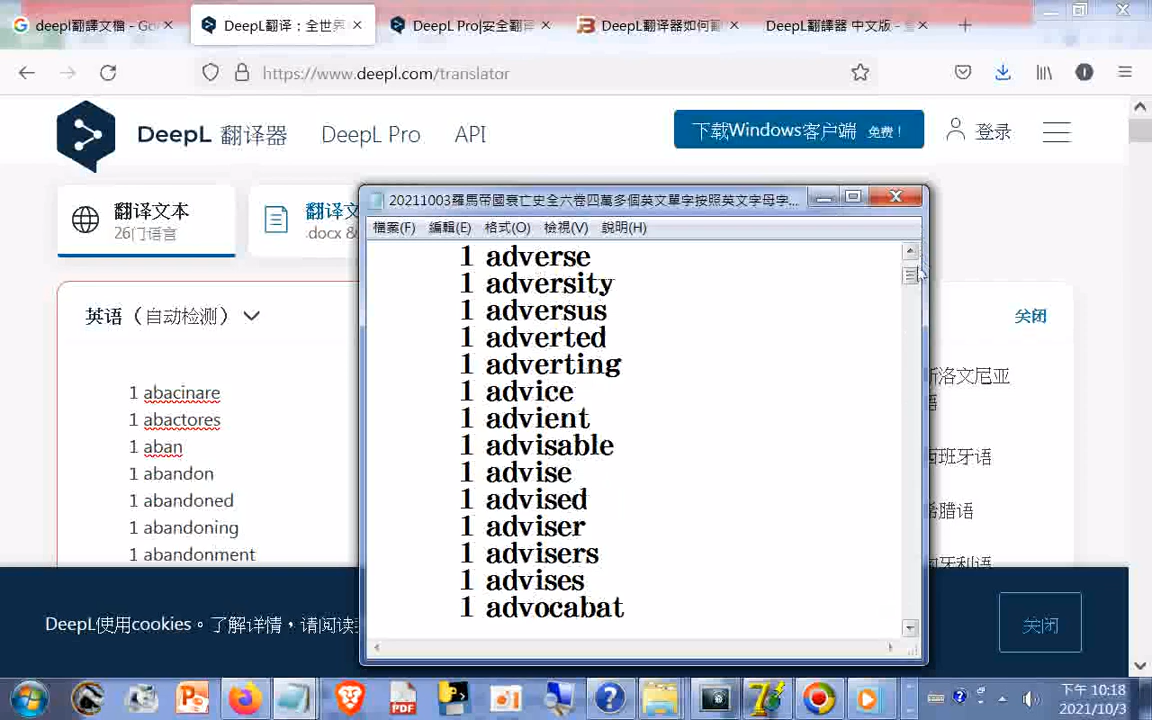 deepl翻譯文檔 - Go
DeepL翻译：全世界
DeepL Pro|安全翻译
DeepL翻译器如何翻
DeepL翻譯器 中文版 -
https://www.deepl.com/translator
DeepL 翻译器
DeepL Pro
API
下载Windows客户端 免费！
登录
翻译文本
26门语言
翻译文
.docx &
英语（自动检测）
关闭
1 abacinare
1 abactores
1 aban
1 abandon
1 abandoned
1 abandoning
1 abandonment
斯洛文尼亚
语
西班牙语
希腊语
匈牙利语
20211003羅馬帝國衰亡史全六卷四萬多個英文單字按照英文字母字...
檔案(F) 編輯(E) 格式(O) 檢視(V) 說明(H)
1 adverse
1 adversity
1 adversus
1 adverted
1 adverting
1 advice
1 advient
1 advisable
1 advise
1 advised
1 adviser
1 advisers
1 advises
1 advocabat
DeepL使用cookies。了解详情，请阅读
关闭
PDF
下午 10:18
2021/10/3